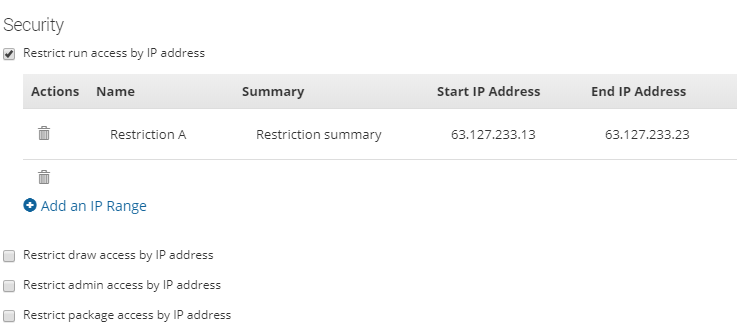 Security
Restrict run access by IP address
Actions Name Summary Start IP Address End IP Address
Restriction A Restriction summary 63.127.233.13 63.127.233.23
Add an IP Range
Restrict draw access by IP address
Restrict admin access by IP address
Restrict package access by IP address